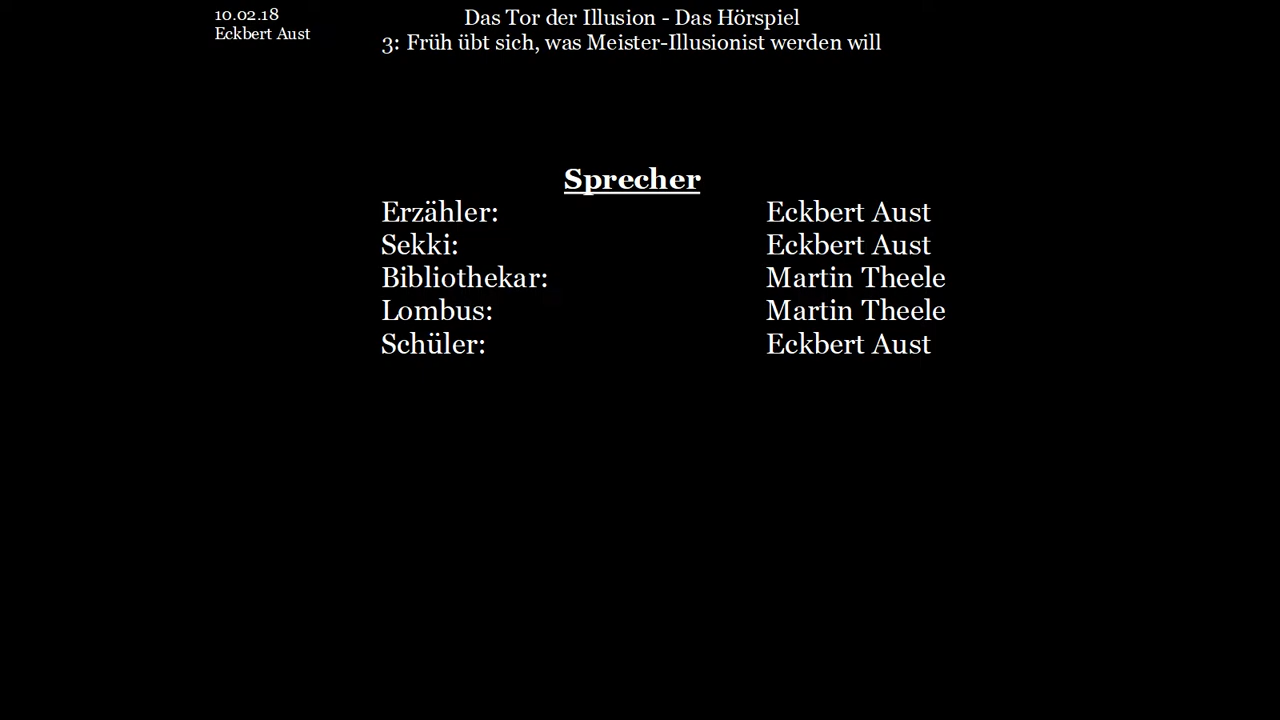 10.02.18
Eckbert Aust
Das Tor der Illusion - Das Hörspiel
3: Früh übt sich, was Meister-Illusionist werden will
Sprecher
Erzähler: Eckbert Aust
Sekki: Eckbert Aust
Bibliothekar: Martin Theele
Lombus: Martin Theele
Schüler: Eckbert Aust